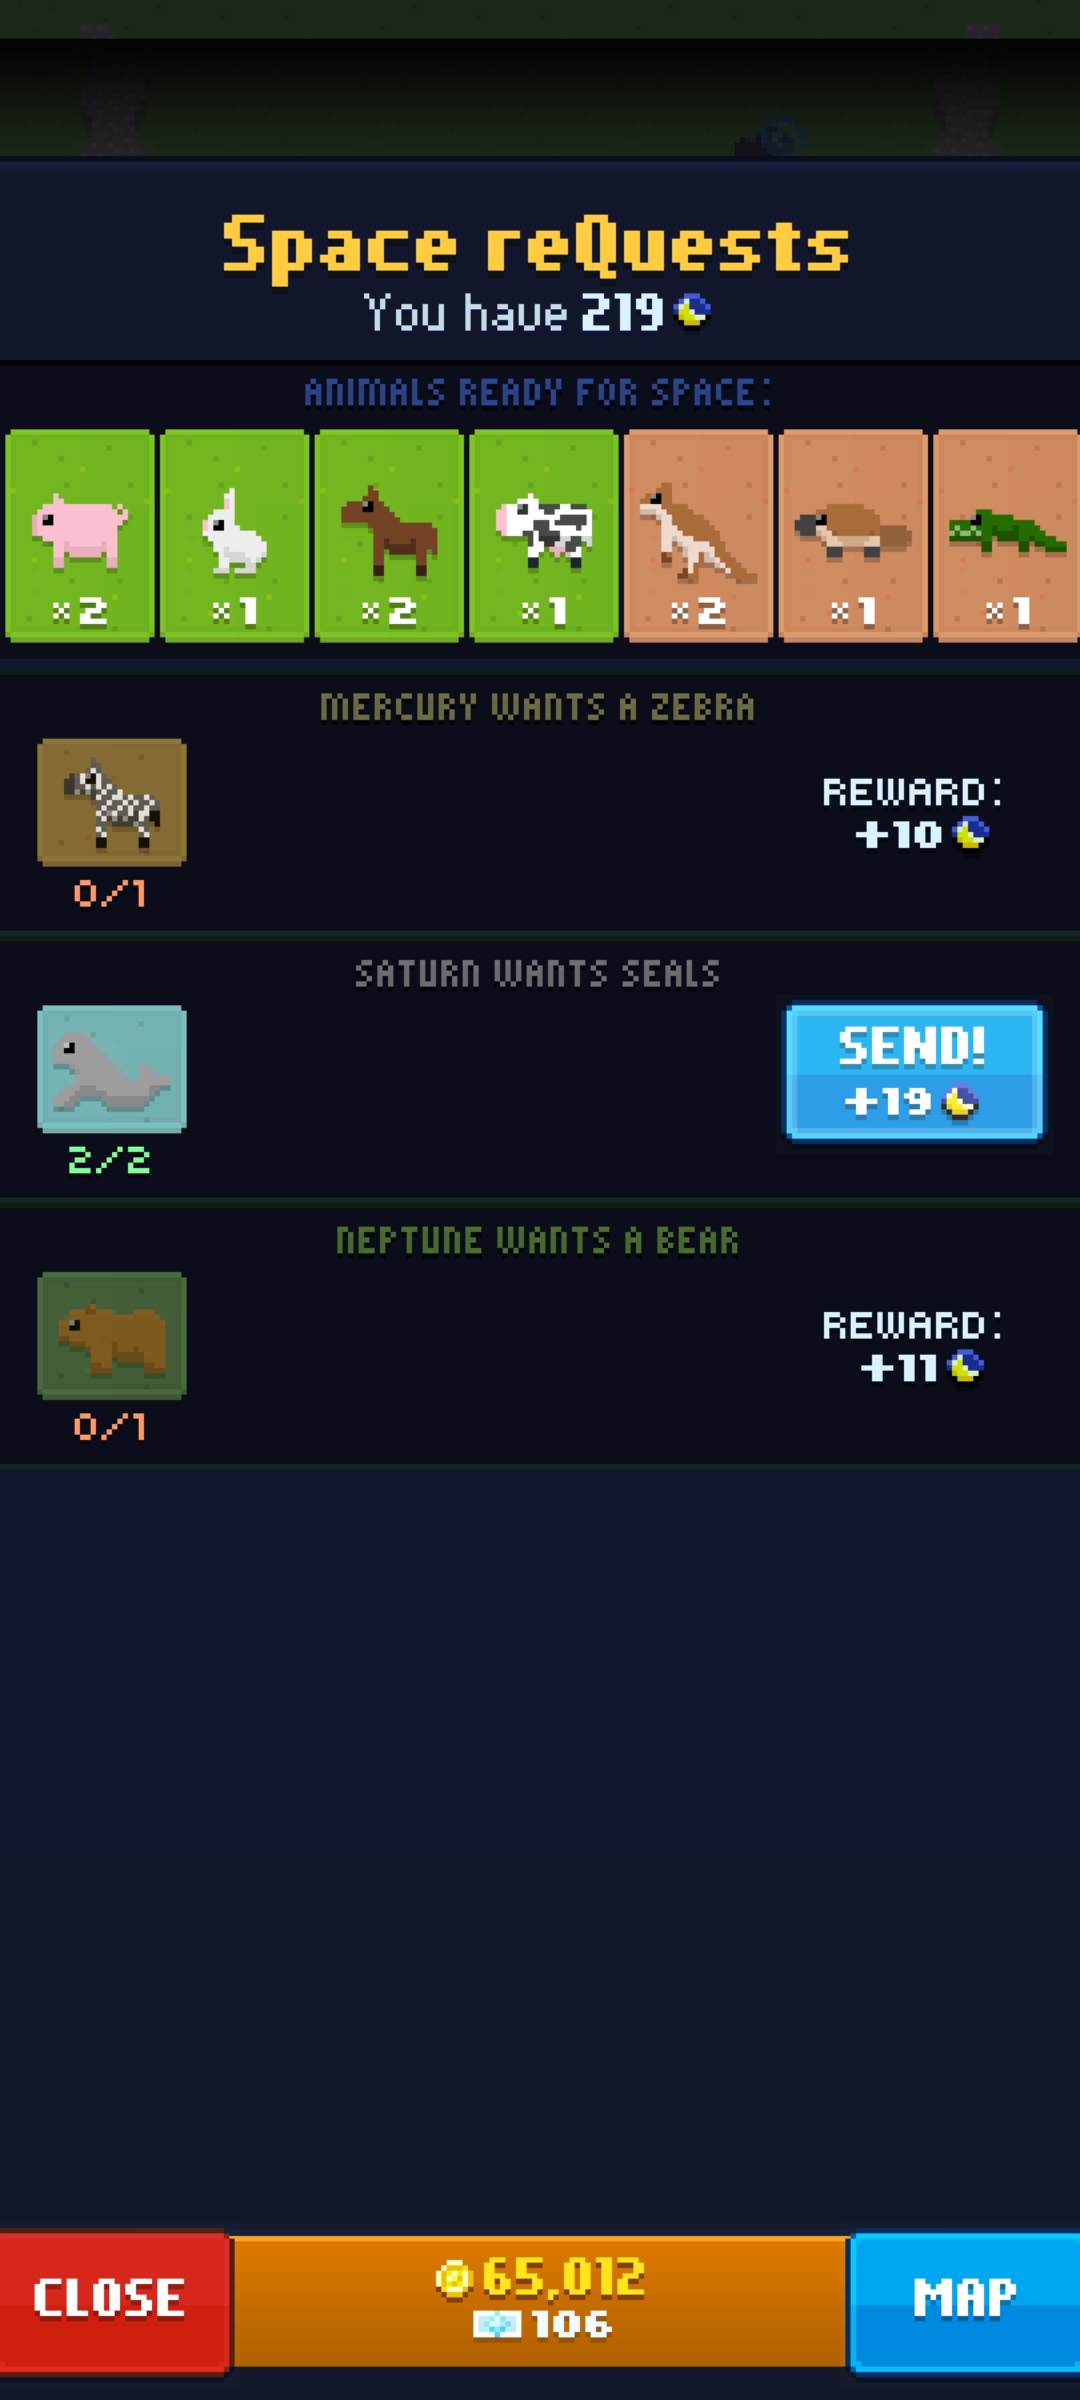 Space reQuests
You have 219
ANIMALS READY FOR SPACE:
×2 ×1 ×2 ×1 ×2 ×1 ×1
MERCURY WANTS A ZEBRA
REWARD:
+10
0/1
SATURN WANTS SEALS
SEND!
+19
2/2
NEPTUNE WANTS A BEAR
REWARD:
+11
0/1
CLOSE
65,012
106
MAP